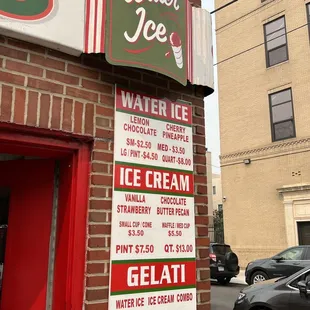 Water
Ice
WATER ICE
LEMON CHERRY
CHOCOLATE PINEAPPLE
SM-$2.50 MED - $3.50
LG / PINT -$4.50 QUART -$8.00
ICE CREAM
VANILLA CHOCOLATE
STRAWBERRY BUTTER PECAN
SMALL CUP / CONE WAFFLE / MED CUP
$3.50 $5.50
PINT $7.50 QT. $13.00
GELATI
WATER ICE ICE CREAM COMBO